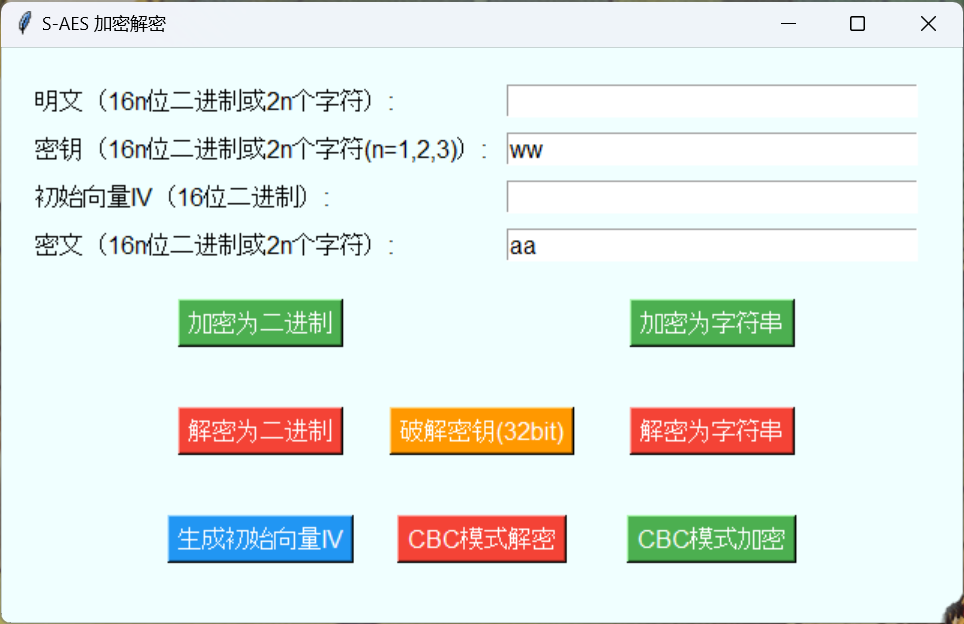 S-AES 加密解密
明文（16n位二进制或2n个字符）:
密钥（16n位二进制或2n个字符(n=1,2,3)）: ww
初始向量IV（16位二进制）:
密文（16n位二进制或2n个字符）: aa
加密为二进制 加密为字符串
解密为二进制 破解密钥(32bit) 解密为字符串
生成初始向量IV CBC模式解密 CBC模式加密